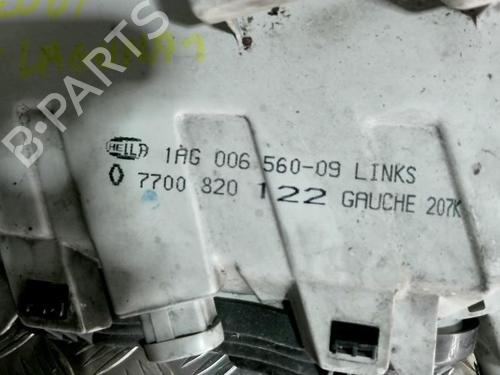 B-PARTS
HELLA 1AG 006 560-09 LINKS
7700 820 122 GAUCHE 207K